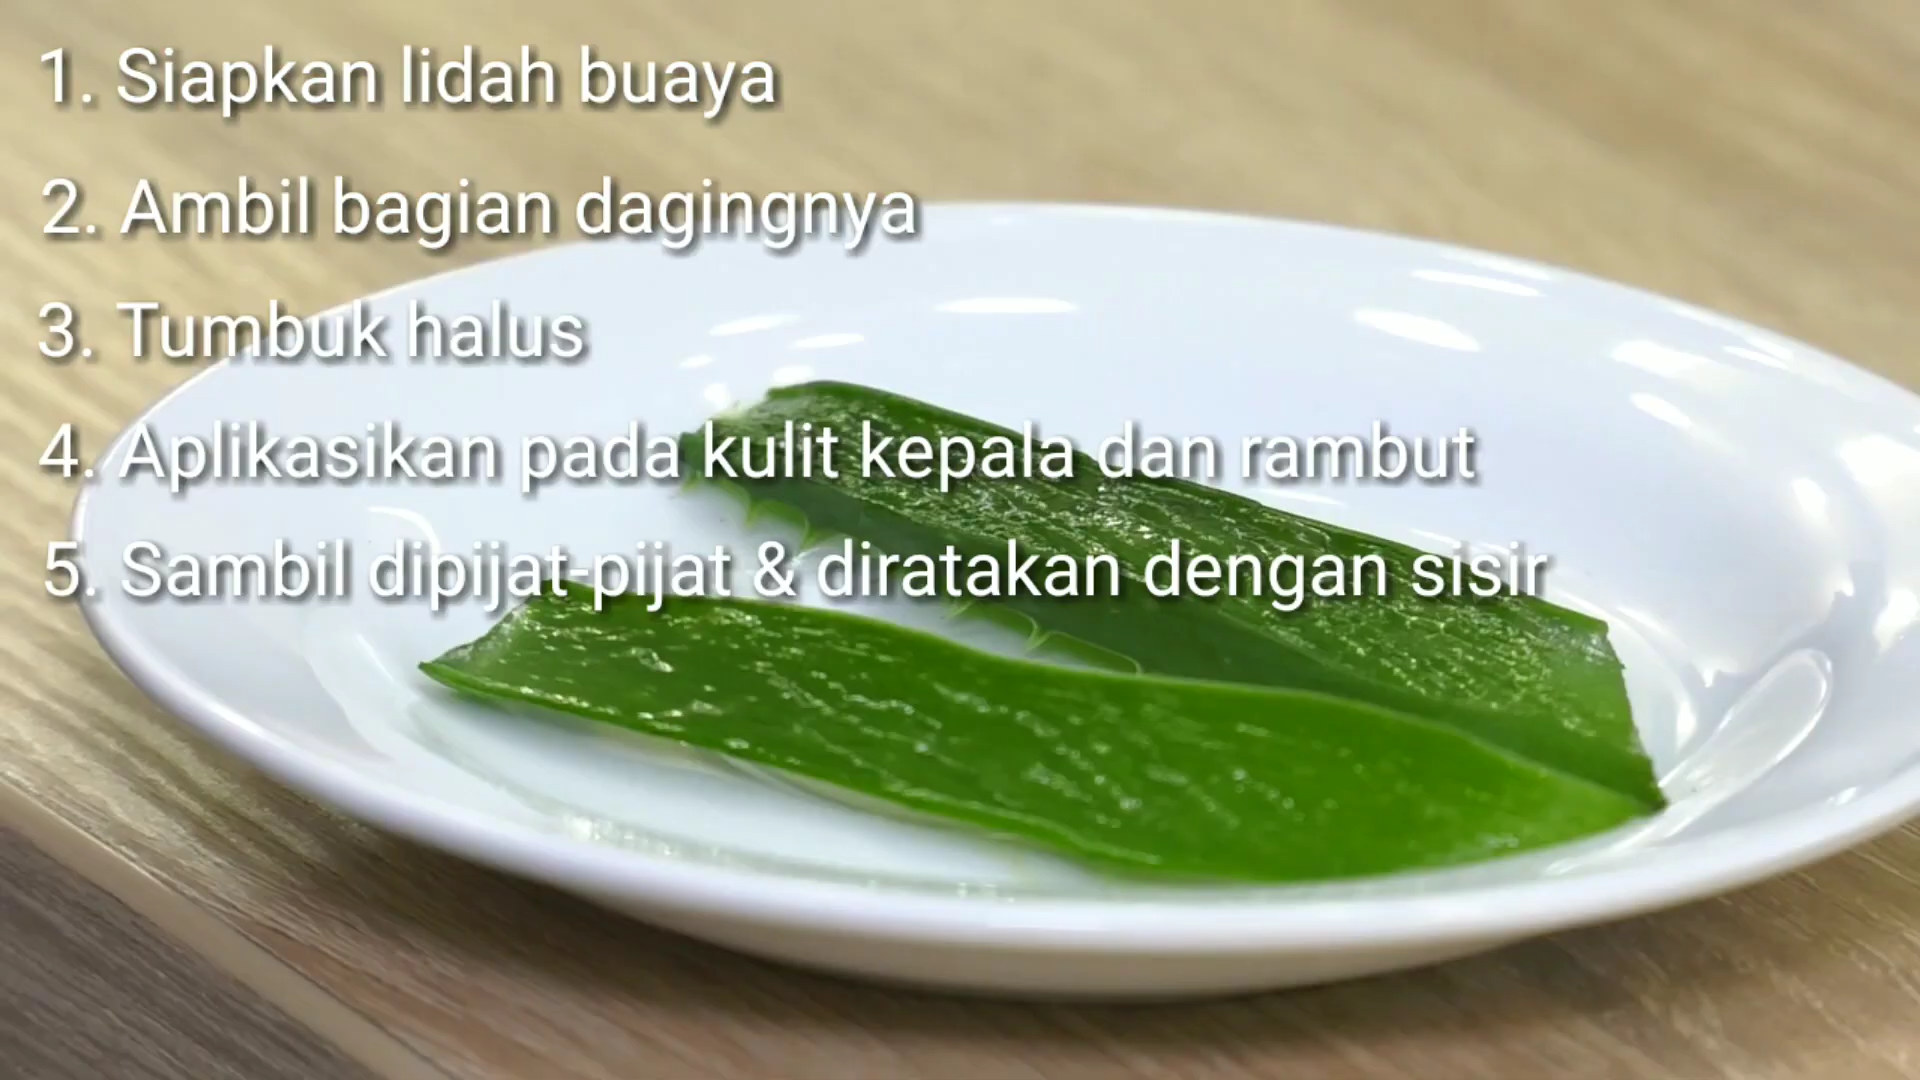 1. Siapkan lidah buaya
2. Ambil bagian dagingnya
3. Tumbuk halus
4. Aplikasikan pada kulit kepala dan rambut
5. Sambil dipijat-pijat & diratakan dengan sisir